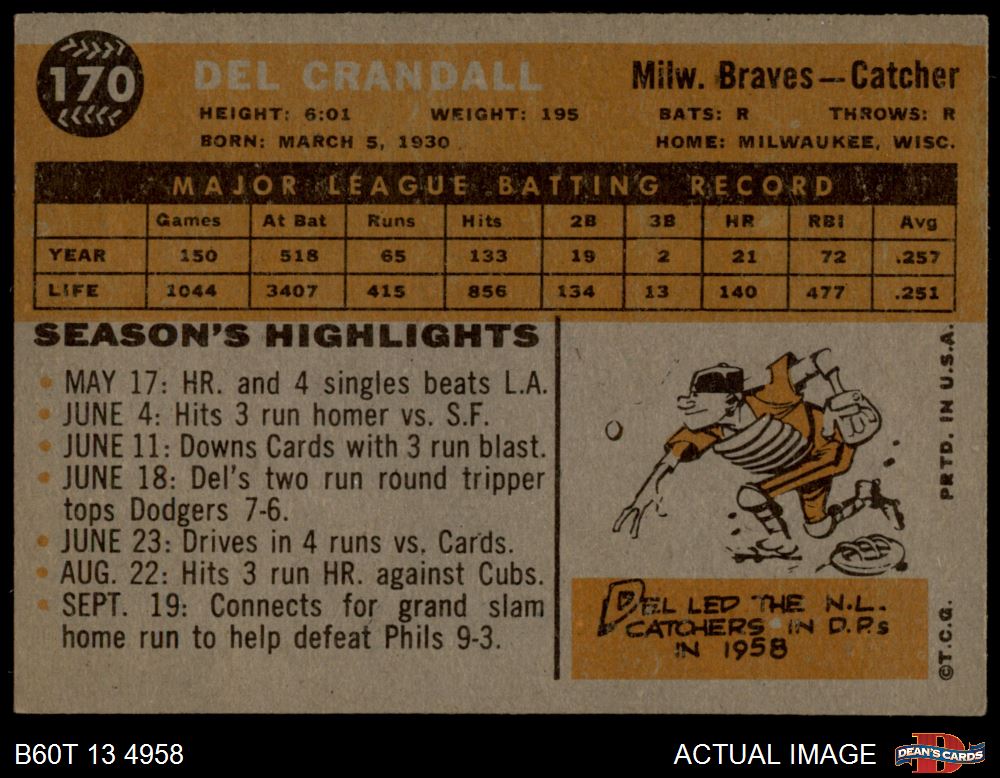 170
DEL CRANDALL
Milw. Braves—Catcher
HEIGHT: 6:01 WEIGHT: 195 BATS: R THROWS: R
BORN: MARCH 5, 1930 HOME: MILWAUKEE, WISC.
MAJOR LEAGUE BATTING RECORD
Games At Bat Runs Hits 2B 3B HR RBI Avg
YEAR 150 518 65 133 19 2 21 72 .257
LIFE 1044 3407 415 856 134 13 140 477 .251
SEASON'S HIGHLIGHTS
• MAY 17: HR. and 4 singles beats L.A.
• JUNE 4: Hits 3 run homer vs. S.F.
• JUNE 11: Downs Cards with 3 run blast.
• JUNE 18: Del's two run round tripper
tops Dodgers 7-6.
• JUNE 23: Drives in 4 runs vs. Cards.
• AUG. 22: Hits 3 run HR. against Cubs.
• SEPT. 19: Connects for grand slam
home run to help defeat Phils 9-3.
DEL LED THE N.L.
CATCHERS IN D.P.s
IN 1958
PRTD. IN U.S.A.
©T.C.G.
B60T 13 4958
ACTUAL IMAGE
DEAN'S CARDS